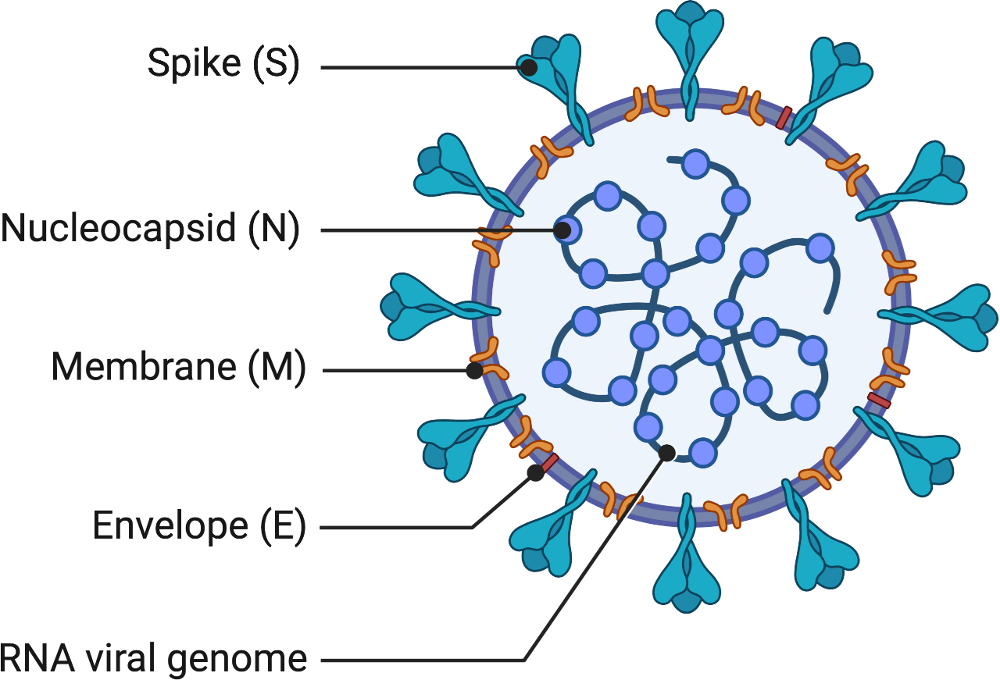 Spike (S)
Nucleocapsid (N)
Membrane (M)
Envelope (E)
RNA viral genome